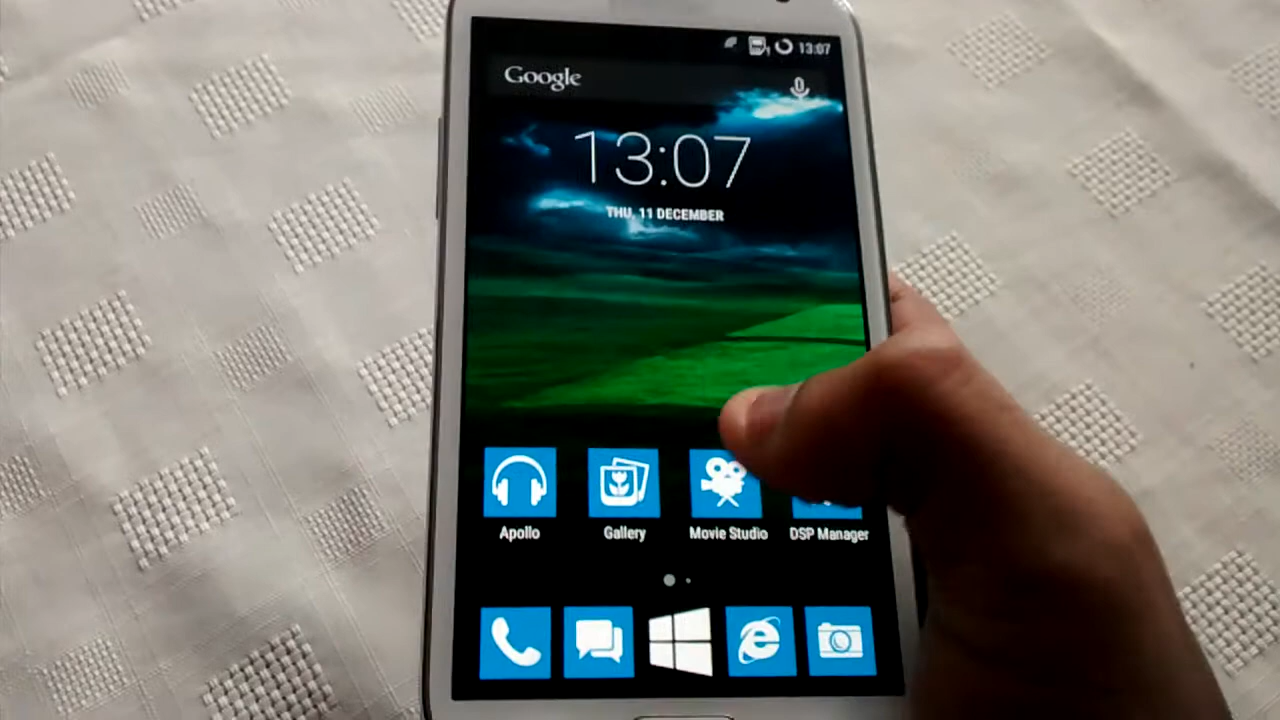 13:07
Google
13:07
THU, 11 DECEMBER
Apollo
Gallery
Movie Studio
DSP Manager